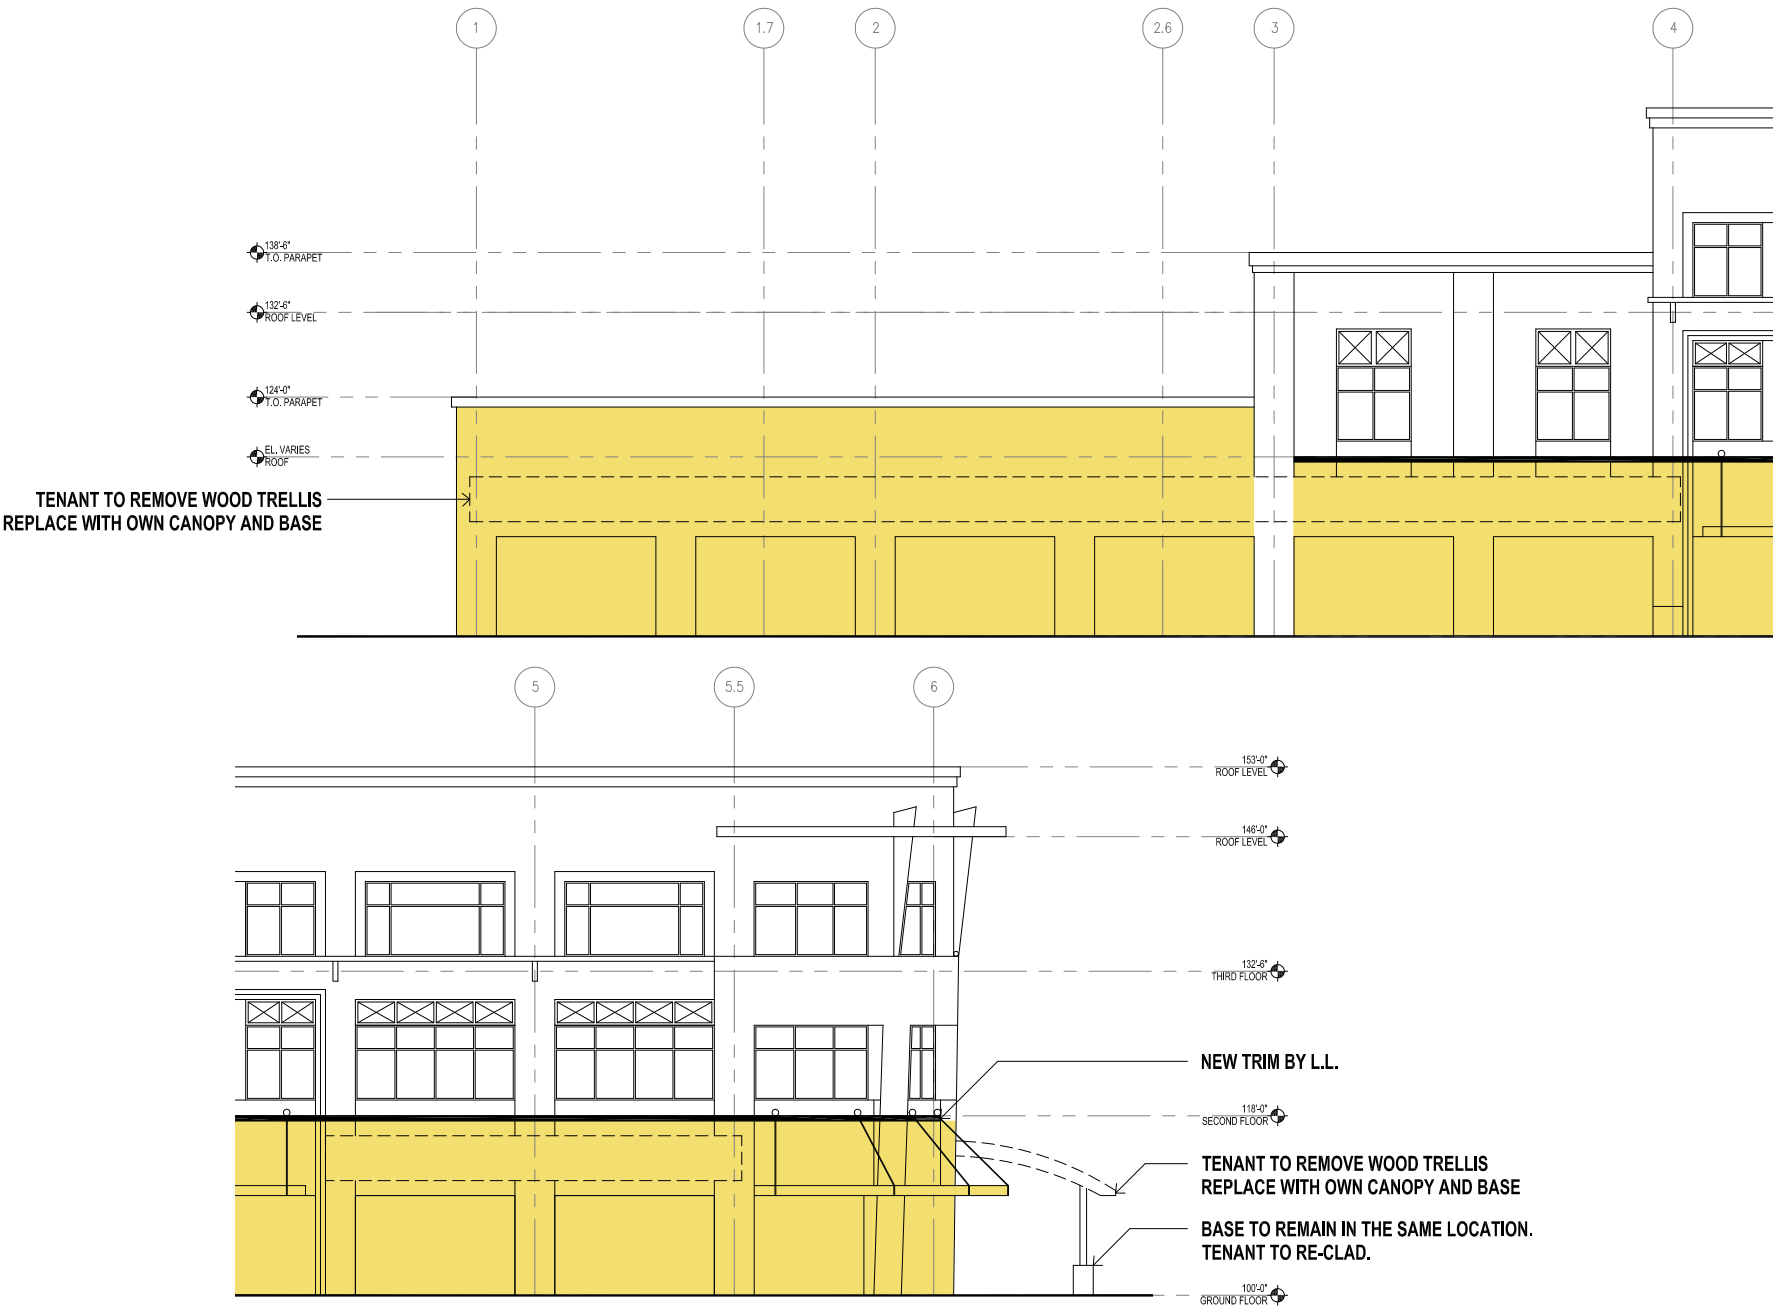 1
1.7
2
2.6
3
4
138'-6"
T.O. PARAPET
132'-6"
ROOF LEVEL
124'-0"
T.O. PARAPET
EL. VARIES
ROOF
TENANT TO REMOVE WOOD TRELLIS
REPLACE WITH OWN CANOPY AND BASE
5
5.5
6
153'-0"
ROOF LEVEL
146'-0"
ROOF LEVEL
132'-6"
THIRD FLOOR
NEW TRIM BY L.L.
118'-0"
SECOND FLOOR
TENANT TO REMOVE WOOD TRELLIS
REPLACE WITH OWN CANOPY AND BASE
BASE TO REMAIN IN THE SAME LOCATION.
TENANT TO RE-CLAD.
100'-0"
GROUND FLOOR